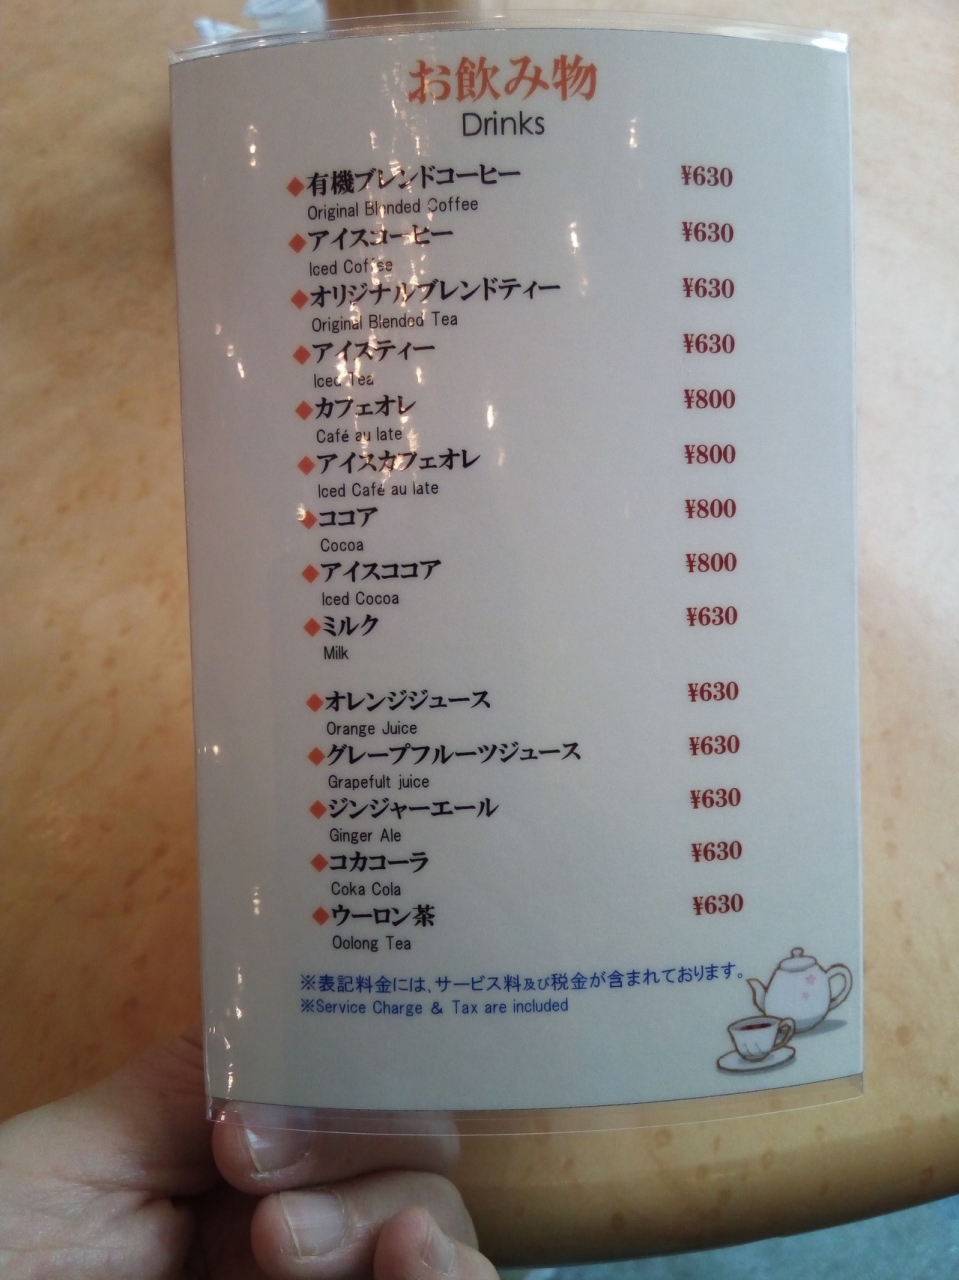 お飲み物
Drinks
◆有機ブレンドコーヒー ¥630
Original Blended Coffee
◆アイスコーヒー ¥630
Iced Coffee
◆オリジナルブレンドティー ¥630
Original Blended Tea
◆アイスティー ¥630
Iced Tea
◆カフェオレ ¥800
Café au late
◆アイスカフェオレ ¥800
Iced Café au late
◆ココア ¥800
Cocoa
◆アイスココア ¥800
Iced Cocoa
◆ミルク ¥630
Milk
◆オレンジジュース ¥630
Orange Juice
◆グレープフルーツジュース ¥630
Grapefult juice
◆ジンジャーエール ¥630
Ginger Ale
◆コカコーラ ¥630
Coka Cola
◆ウーロン茶 ¥630
Oolong Tea
※表記料金には、サービス料及び税金が含まれております。
※Service Charge & Tax are included